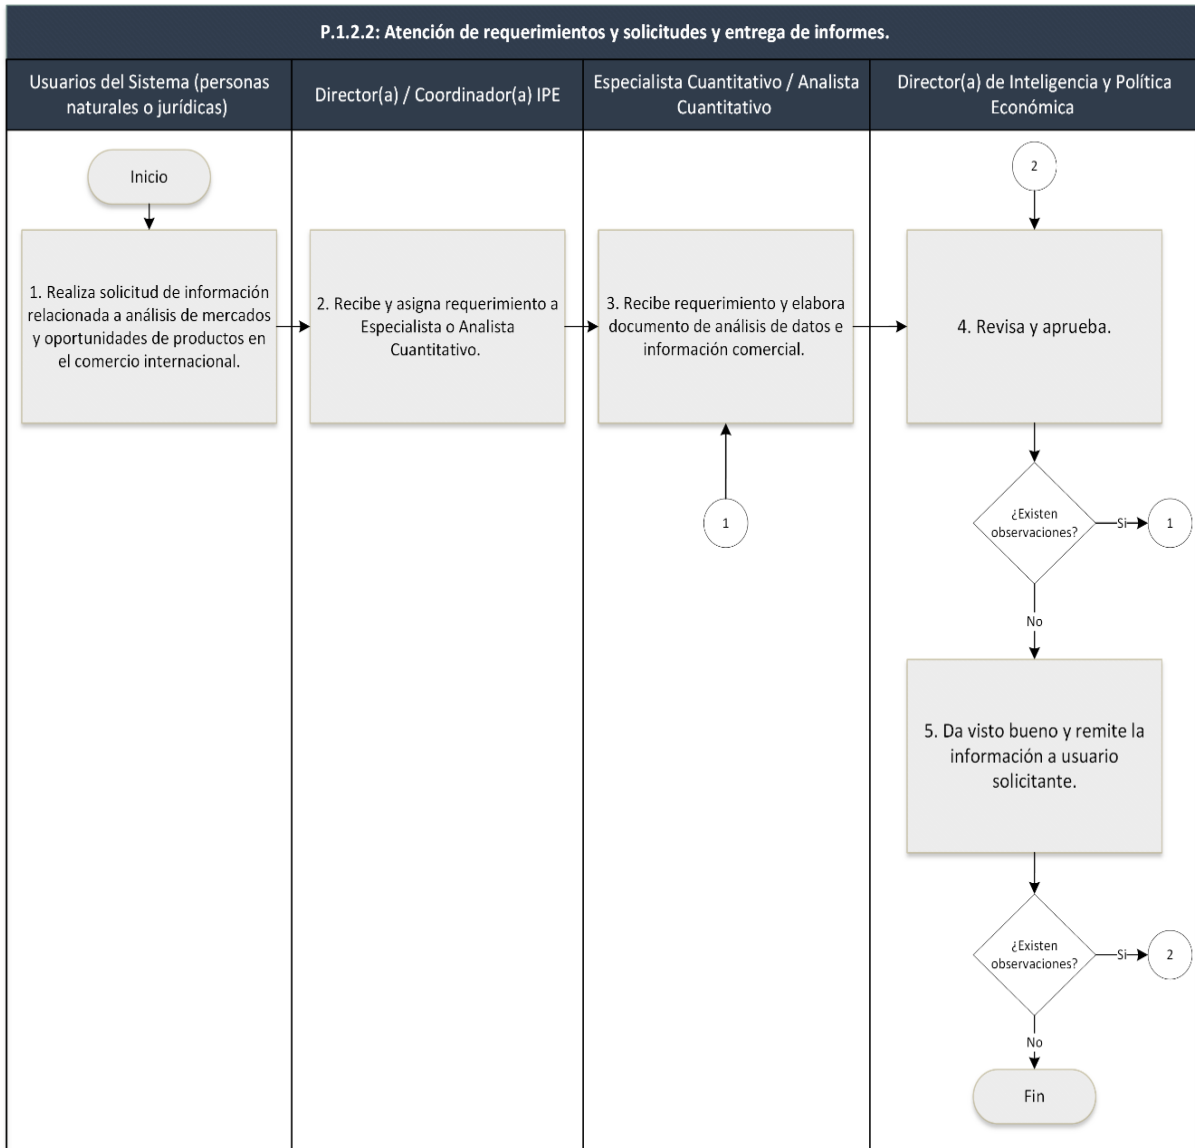 P.1.2.2: Atención de requerimientos y solicitudes y entrega de informes.
Usuarios del Sistema (personas
naturales o jurídicas)
Director(a) / Coordinador(a) IPE
Especialista Cuantitativo / Analista
Cuantitativo
Director(a) de Inteligencia y Política
Económica
Inicio
1. Realiza solicitud de información
relacionada a análisis de mercados
y oportunidades de productos en
el comercio internacional.
2. Recibe y asigna requerimiento a
Especialista o Analista
Cuantitativo.
3. Recibe requerimiento y elabora
documento de análisis de datos e
información comercial.
1
2
4. Revisa y aprueba.
¿Existen
observaciones?
Si
1
No
5. Da visto bueno y remite la
información a usuario
solicitante.
¿Existen
observaciones?
Si
2
No
Fin